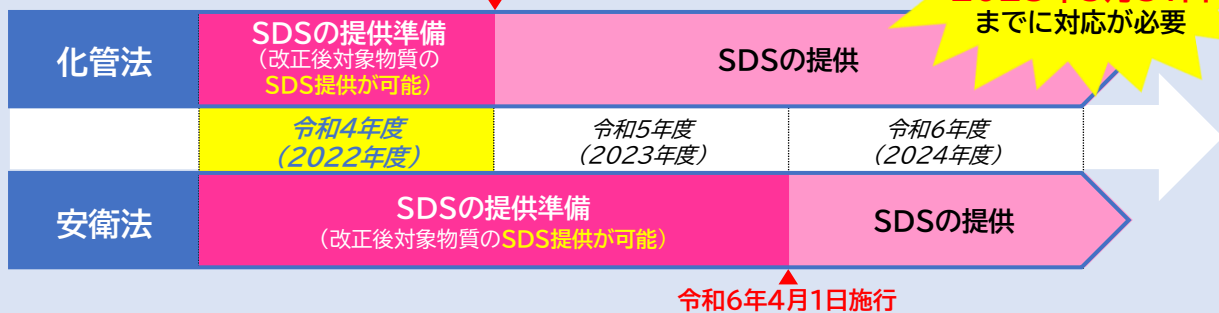 までに対応が必要
化管法
SDSの提供準備
（改正後対象物質の
SDS提供が可能）
SDSの提供
令和4年度
（2022年度）
令和5年度
（2023年度）
令和6年度
（2024年度）
安衛法
SDSの提供準備
（改正後対象物質のSDS提供が可能）
SDSの提供
令和6年4月1日施行